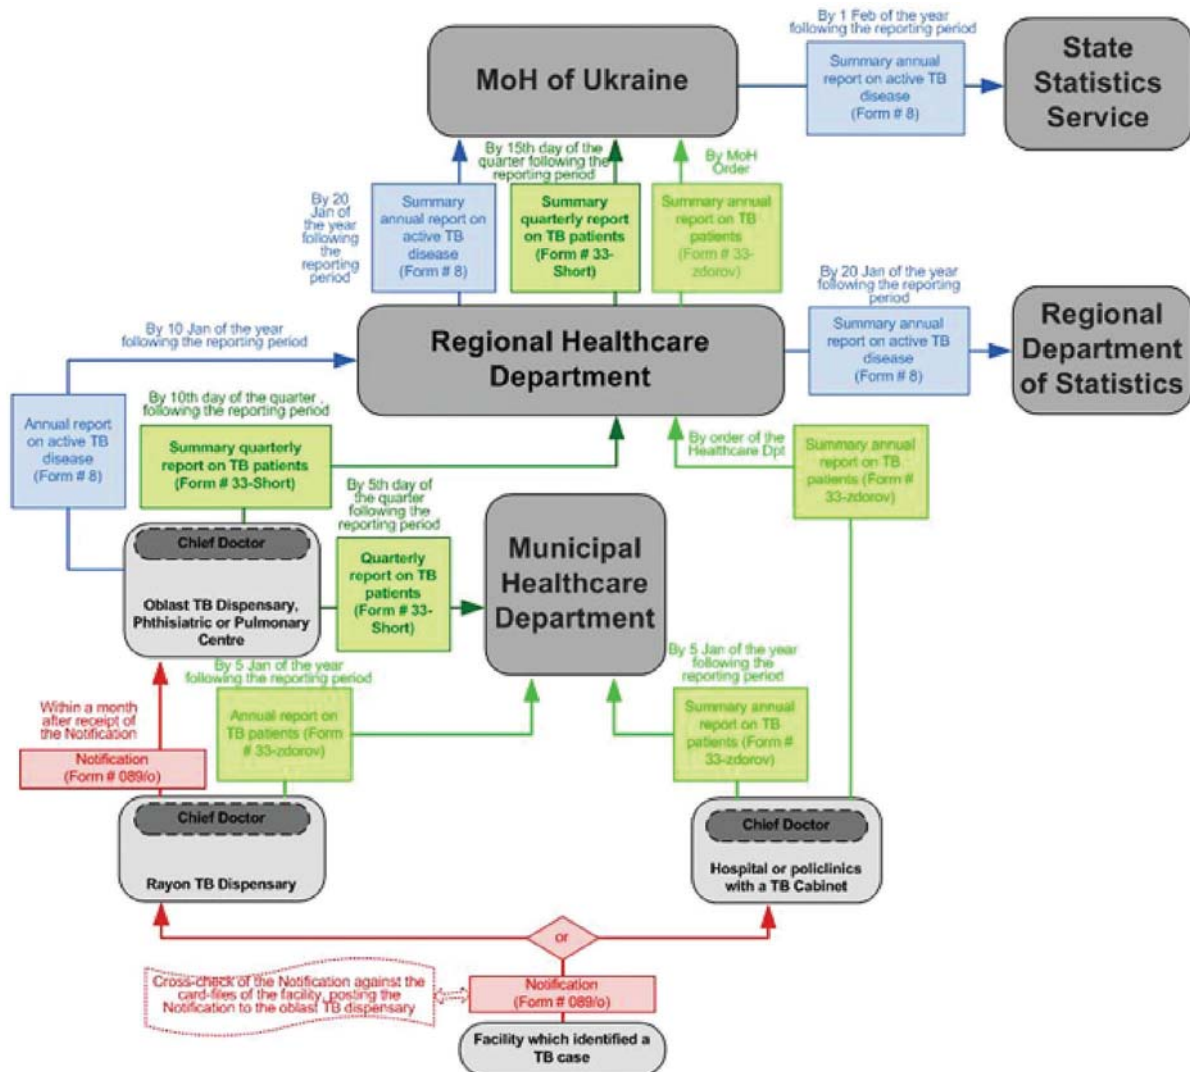 By 1 Feb of the year
following the reporting period
MoH of Ukraine
Summary annual
report on active TB
disease
(Form # 8)
State
Statistics
Service
By 15th day of the
quarter following the
reporting period
By MoH
Order
By 20
Jan of
the year
following
the
reporting
period
Summary
annual
report on
active TB
disease
(Form # 8)
Summary
quarterly report
on TB patients
(Form # 33-
Short)
Summary annual
report on TB
patients
(Form # 33-
zdorov)
By 20 Jan of the year
following the reporting
period
By 10 Jan of the year
following the reporting period
Regional Healthcare
Department
Summary annual
report on active TB
disease
(Form # 8)
Regional
Department
of Statistics
By 10th day of the quarter
following the reporting period
Annual report
on active TB
disease
(Form # 8)
Summary quarterly
report on TB patients
(Form # 33-Short)
By order of the
Healthcare Dpt
Summary annual
report on TB
patients (Form #
33-zdorov)
By 5th day of
the quarter
following the
reporting period
Chief Doctor
Oblast TB Dispensary,
Phthisiatric or Pulmonary
Centre
Quarterly
report on TB
patients
(Form # 33-
Short)
Municipal
Healthcare
Department
By 5 Jan of the year
following the reporting period
By 5 Jan of the year
following the
reporting period
Within a month
after receipt of
the Notification
Notification
(Form # 089/o)
Annual report on
TB patients (Form
# 33-zdorov)
Summary annual
report on TB
patients (Form #
33-zdorov)
Chief Doctor
Rayon TB Dispensary
Chief Doctor
Hospital or policlinics
with a TB Cabinet
or
Cross-check of the Notification against the
card-files of the facility, posting the
Notification to the oblast TB dispensary
Notification
(Form # 089/o)
Facility which identified a
TB case